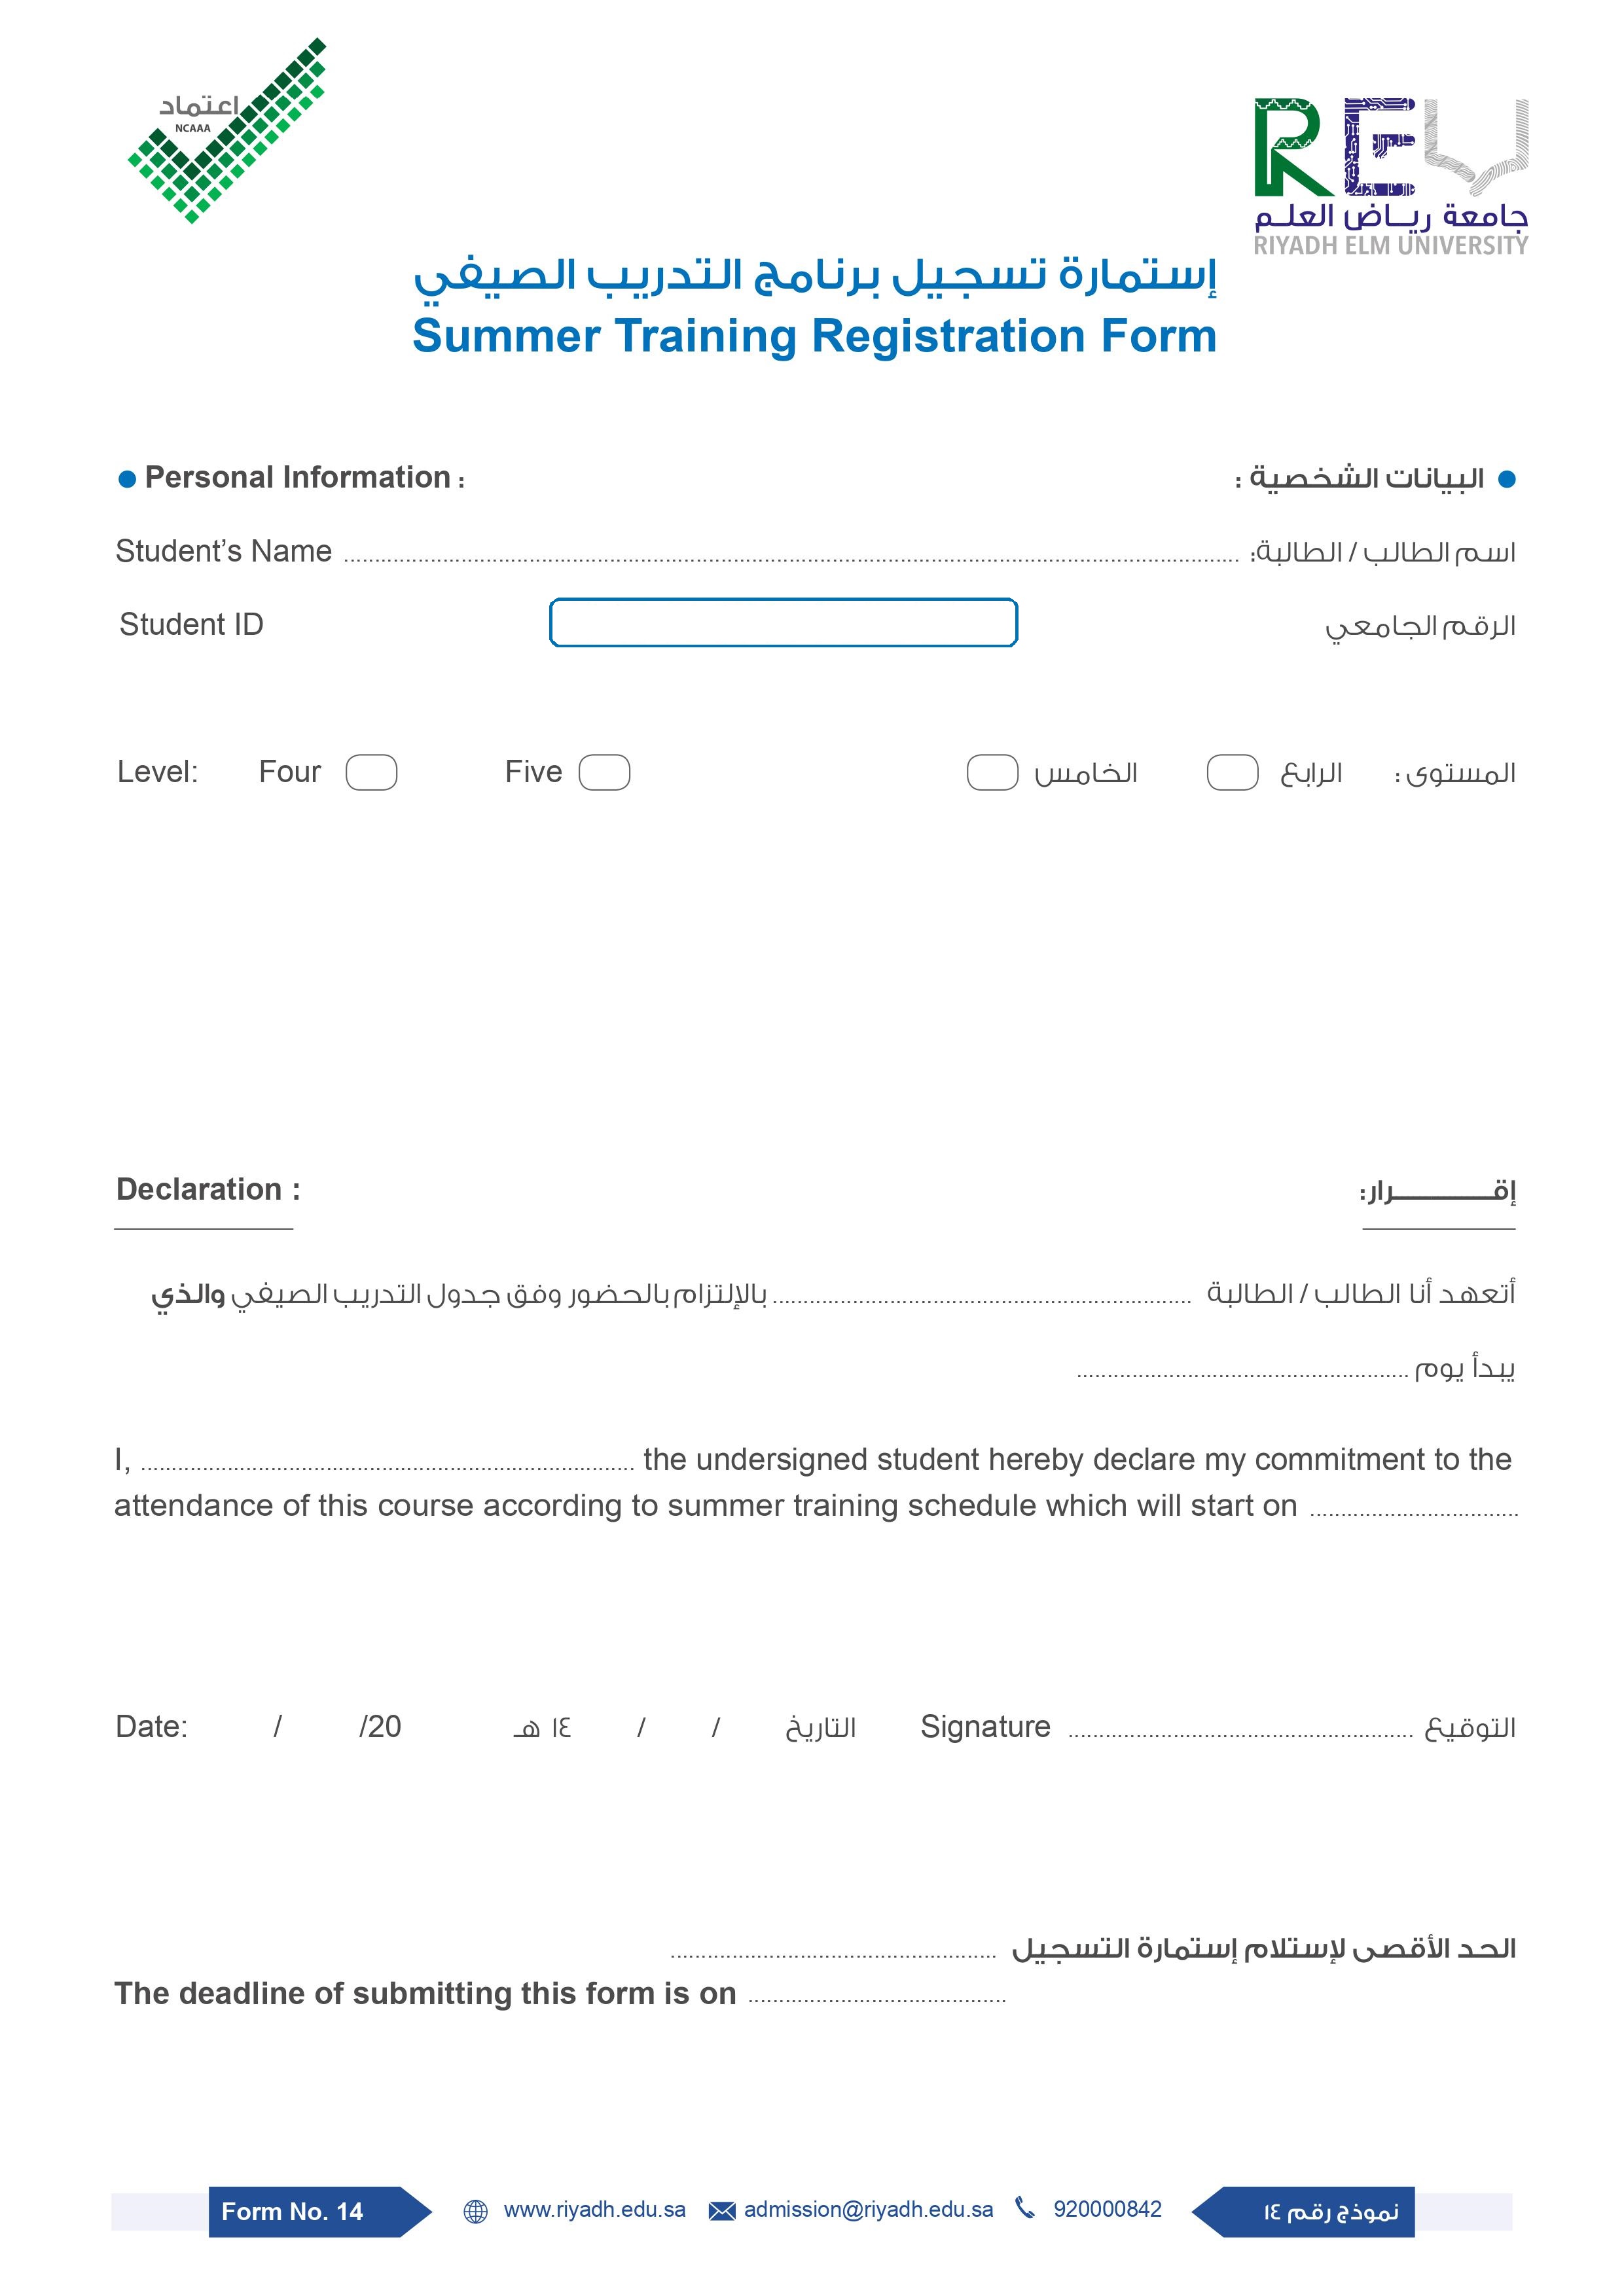 اعتماد
NCAAA
REU
جامعة رياض العلم
RIYADH ELM UNIVERSITY
إستمارة تسجيل برنامج التدريب الصيفي
Summer Training Registration Form
● Personal Information : البيانات الشخصية : ●
Student’s Name ........................ اسم الطالب / الطالبة:
Student ID الرقم الجامعي
Level: Four Five المستوى : الرابع الخامس
Declaration : إقــــــــــرار:
أتعهد أنا الطالب / الطالبة ........................ بالإلتزام بالحضور وفق جدول التدريب الصيفي والذي
يبدأ يوم ........................
I, ........................ the undersigned student hereby declare my commitment to the
attendance of this course according to summer training schedule which will start on ........................
Date: / /20 التاريخ / / ١٤ هـ Signature ........................ التوقيع
الحد الأقصى لإستلام إستمارة التسجيل ........................
The deadline of submitting this form is on ........................
Form No. 14 www.riyadh.edu.sa admission@riyadh.edu.sa 920000842 نموذج رقم ١٤